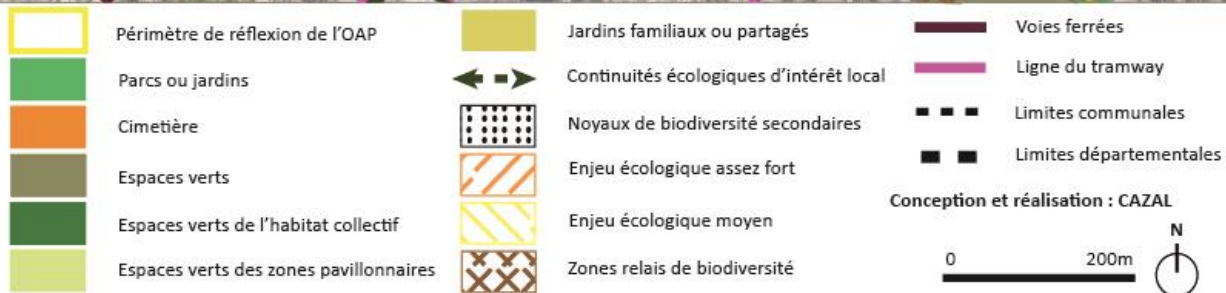 Périmètre de réflexion de l'OAP
Parcs ou jardins
Cimetière
Espaces verts
Espaces verts de l'habitat collectif
Espaces verts des zones pavillonnaires
Jardins familiaux ou partagés
Continuités écologiques d'intérêt local
Noyaux de biodiversité secondaires
Enjeu écologique assez fort
Enjeu écologique moyen
Zones relais de biodiversité
Voies ferrées
Ligne du tramway
Limites communales
Limites départementales
Conception et réalisation : CAZAL
N
0 200m